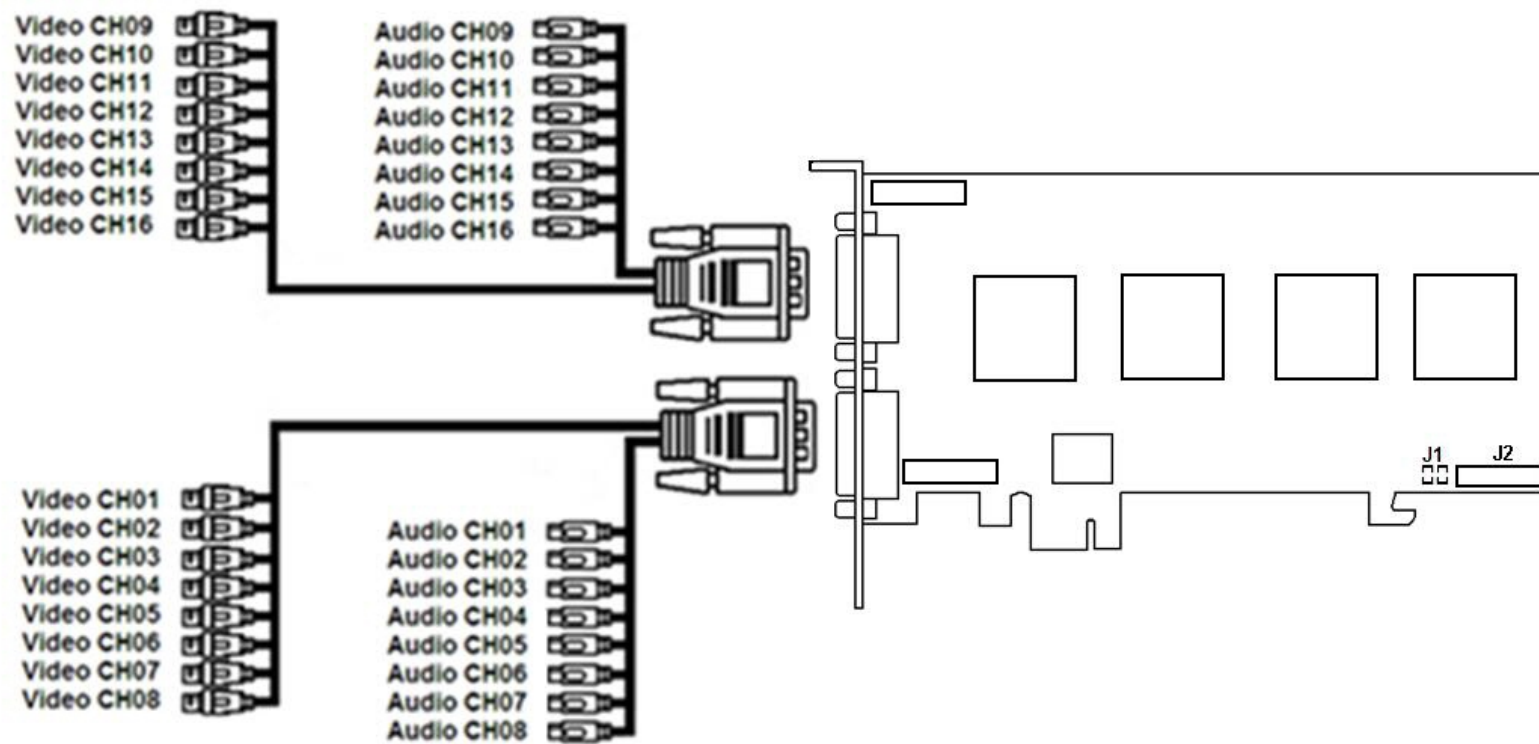 Video CH09
Video CH10
Video CH11
Video CH12
Video CH13
Video CH14
Video CH15
Video CH16
Audio CH09
Audio CH10
Audio CH11
Audio CH12
Audio CH13
Audio CH14
Audio CH15
Audio CH16
J1
J2
Video CH01
Video CH02
Video CH03
Video CH04
Video CH05
Video CH06
Video CH07
Video CH08
Audio CH01
Audio CH02
Audio CH03
Audio CH04
Audio CH05
Audio CH06
Audio CH07
Audio CH08